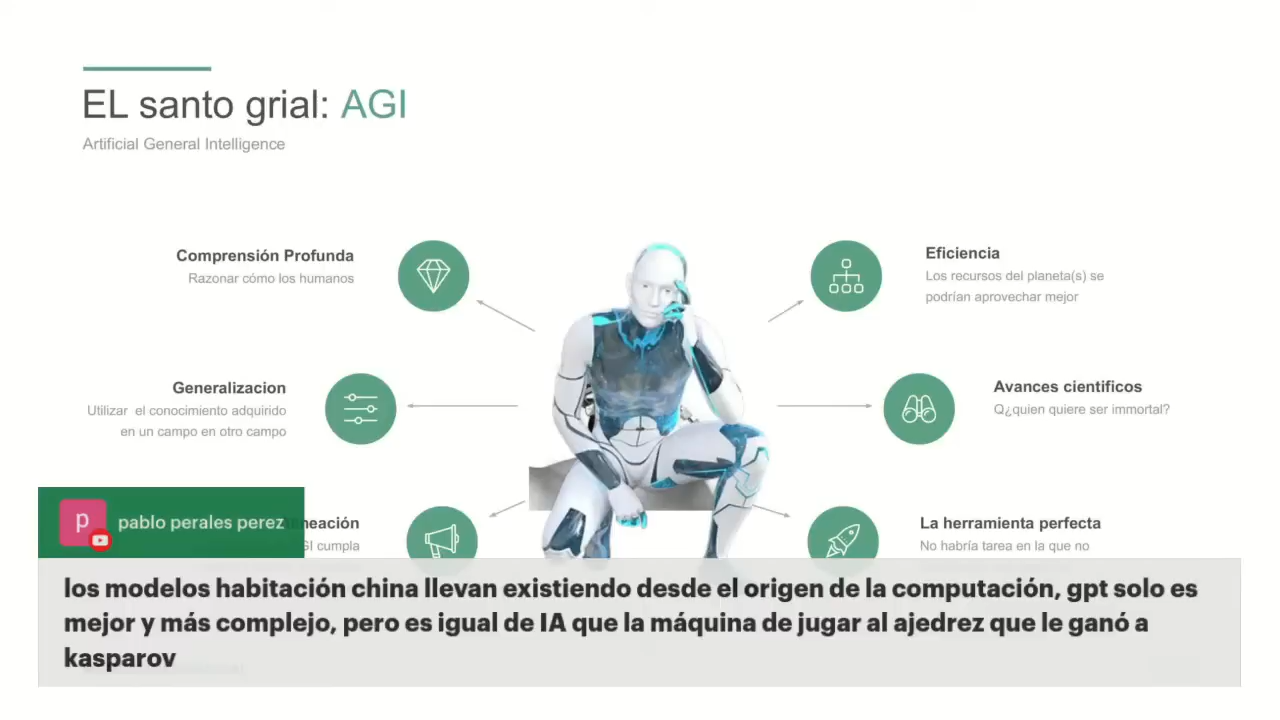 EL santo grial: AGI
Artificial General Intelligence
Comprensión Profunda
Razonar cómo los humanos
Generalizacion
Utilizar el conocimiento adquirido
en un campo en otro campo
neación
GI cumpla
Eficiencia
Los recursos del planeta(s) se
podrían aprovechar mejor
Avances cientificos
Q¿quien quiere ser immortal?
La herramienta perfecta
No habría tarea en la que no
p
pablo perales perez
los modelos habitación china llevan existiendo desde el origen de la computación, gpt solo es
mejor y más complejo, pero es igual de IA que la máquina de jugar al ajedrez que le ganó a
kasparov